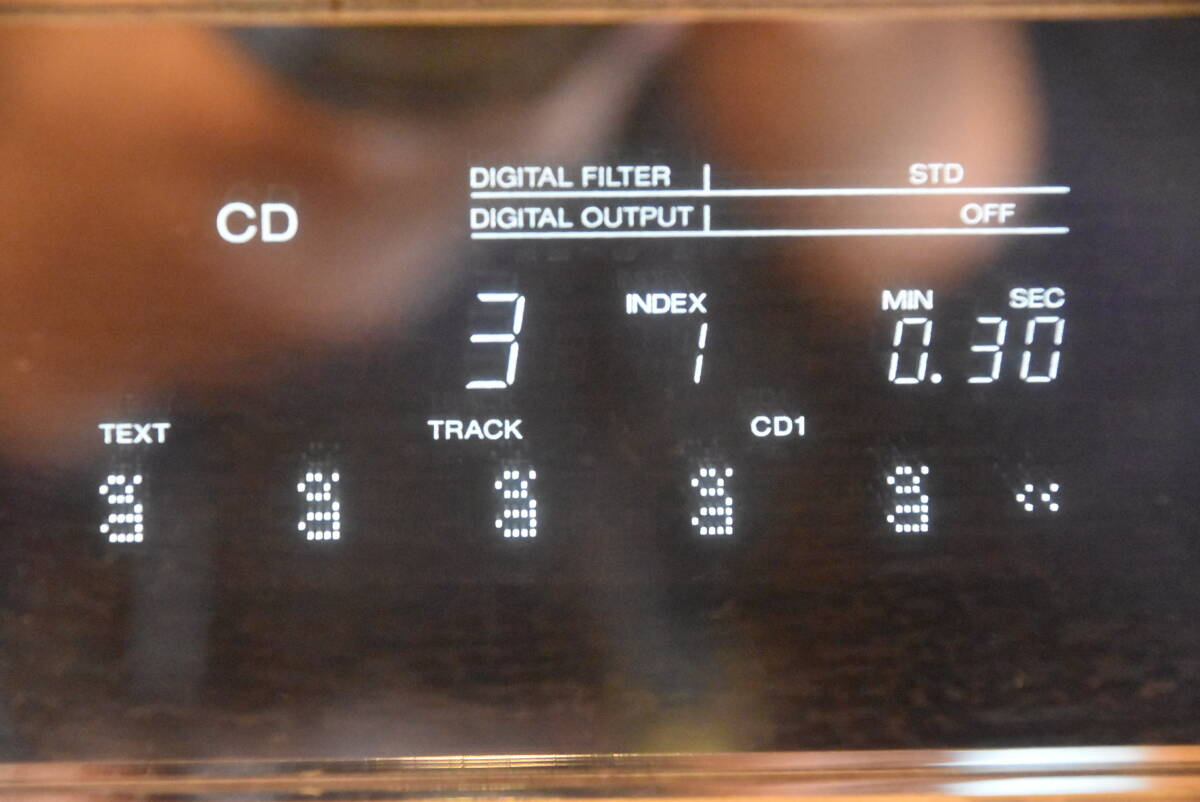 DIGITAL FILTER STD
CD DIGITAL OUTPUT OFF
INDEX MIN SEC
3 1 0.30
TEXT TRACK CD1